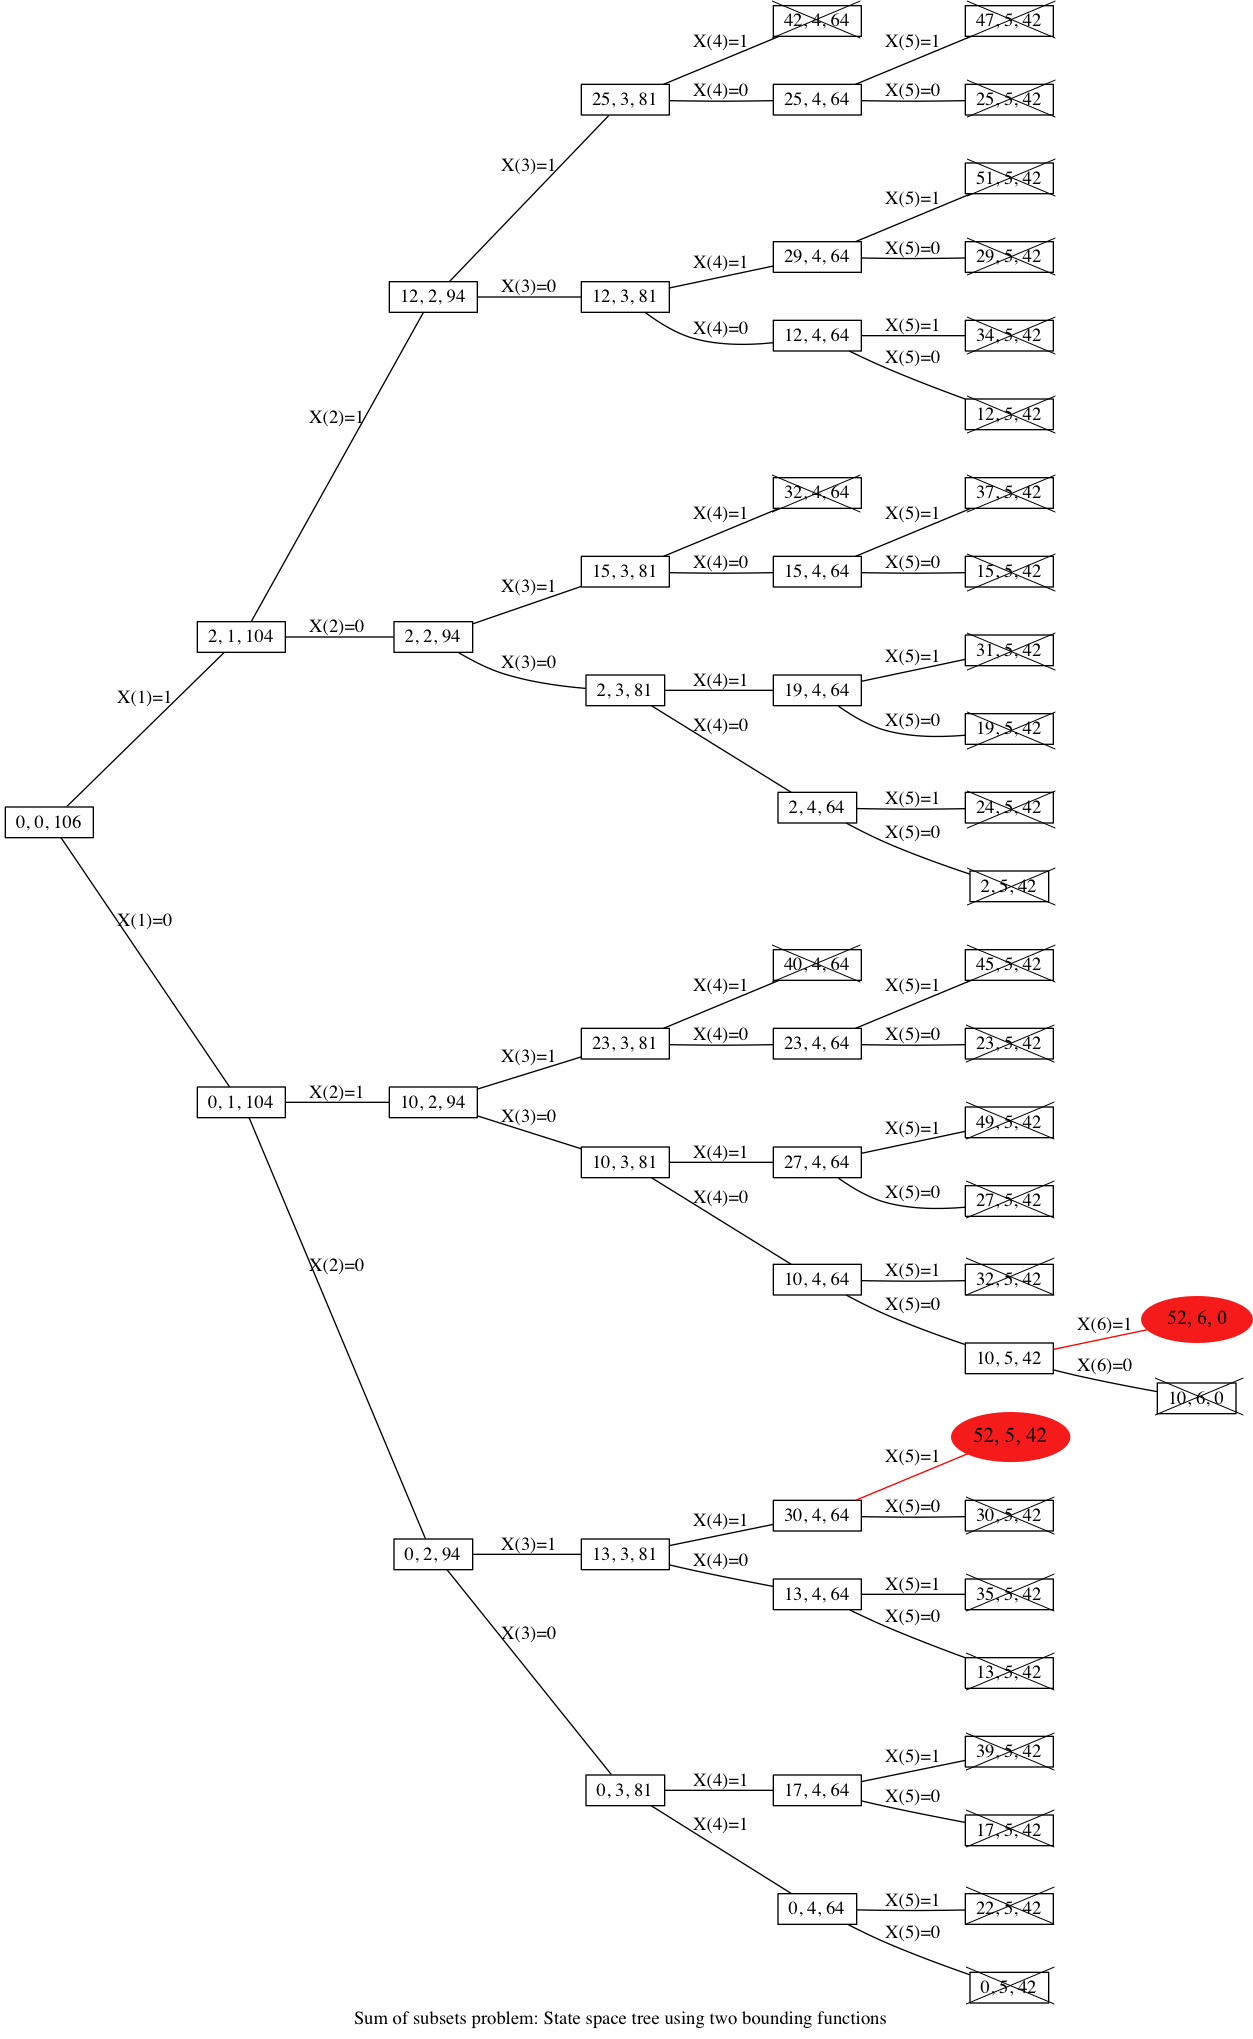 42, 4, 64
47, 5, 42
X(4)=1
X(5)=1
25, 3, 81
X(4)=0
25, 4, 64
X(5)=0
25, 5, 42
X(3)=1
51, 5, 42
X(5)=1
X(4)=1
29, 4, 64
X(5)=0
29, 5, 42
12, 2, 94
X(3)=0
12, 3, 81
X(4)=0
12, 4, 64
X(5)=1
34, 5, 42
X(5)=0
12, 5, 42
X(2)=1
32, 4, 64
37, 5, 42
X(4)=1
X(5)=1
15, 3, 81
X(4)=0
15, 4, 64
X(5)=0
15, 5, 42
X(3)=1
2, 1, 104
X(2)=0
2, 2, 94
X(3)=0
X(5)=1
31, 5, 42
2, 3, 81
X(4)=1
19, 4, 64
X(5)=0
19, 5, 42
X(1)=1
X(4)=0
2, 4, 64
X(5)=1
24, 5, 42
0, 0, 106
X(5)=0
2, 5, 42
X(1)=0
40, 4, 64
45, 5, 42
X(4)=1
X(5)=1
23, 3, 81
X(4)=0
23, 4, 64
X(5)=0
23, 5, 42
X(3)=1
0, 1, 104
X(2)=1
10, 2, 94
X(3)=0
X(5)=1
49, 5, 42
10, 3, 81
X(4)=1
27, 4, 64
X(5)=0
27, 5, 42
X(4)=0
X(2)=0
10, 4, 64
X(5)=1
32, 5, 42
X(5)=0
X(6)=1
52, 6, 0
10, 5, 42
X(6)=0
10, 6, 0
52, 5, 42
X(5)=1
X(4)=1
30, 4, 64
X(5)=0
30, 5, 42
0, 2, 94
X(3)=1
13, 3, 81
X(4)=0
13, 4, 64
X(5)=1
35, 5, 42
X(5)=0
X(3)=0
13, 5, 42
X(5)=1
39, 5, 42
0, 3, 81
X(4)=1
17, 4, 64
X(5)=0
17, 5, 42
X(4)=1
0, 4, 64
X(5)=1
22, 5, 42
X(5)=0
0, 5, 42
Sum of subsets problem: State space tree using two bounding functions